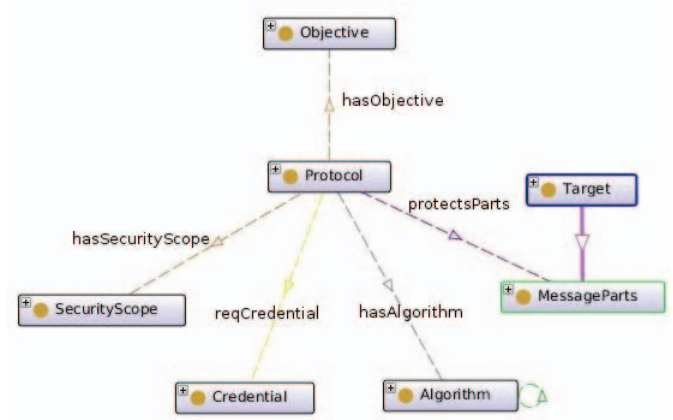 Objective
hasObjective
Protocol
Target
protectsParts
hasSecurityScope
MessageParts
SecurityScope
reqCredential
hasAlgorithm
Credential
Algorithm